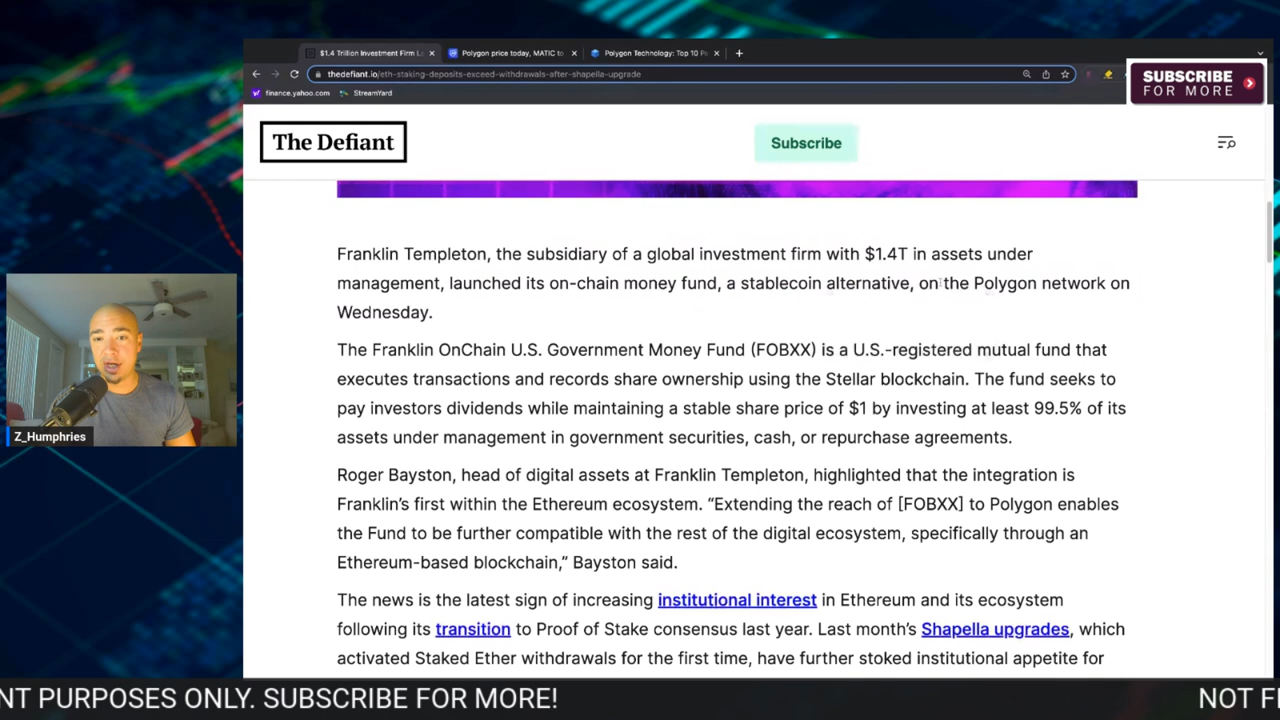 $1.4 Trillion Investment Firm
Polygon price today, MATIC to
Polygon Technology: Top 10
thedefiant.io/eth-staking-deposits-exceed-withdrawals-after-shapella-upgrade
finance.yahoo.com
StreamYard
SUBSCRIBE
FOR MORE
The Defiant
Subscribe
Franklin Templeton, the subsidiary of a global investment firm with $1.4T in assets under
management, launched its on-chain money fund, a stablecoin alternative, on the Polygon network on
Wednesday.
The Franklin OnChain U.S. Government Money Fund (FOBXX) is a U.S.-registered mutual fund that
executes transactions and records share ownership using the Stellar blockchain. The fund seeks to
pay investors dividends while maintaining a stable share price of $1 by investing at least 99.5% of its
assets under management in government securities, cash, or repurchase agreements.
Roger Bayston, head of digital assets at Franklin Templeton, highlighted that the integration is
Franklin’s first within the Ethereum ecosystem. “Extending the reach of [FOBXX] to Polygon enables
the Fund to be further compatible with the rest of the digital ecosystem, specifically through an
Ethereum-based blockchain,” Bayston said.
The news is the latest sign of increasing institutional interest in Ethereum and its ecosystem
following its transition to Proof of Stake consensus last year. Last month’s Shapella upgrades, which
activated Staked Ether withdrawals for the first time, have further stoked institutional appetite for
Z_Humphries
NT PURPOSES ONLY. SUBSCRIBE FOR MORE! NOT FI